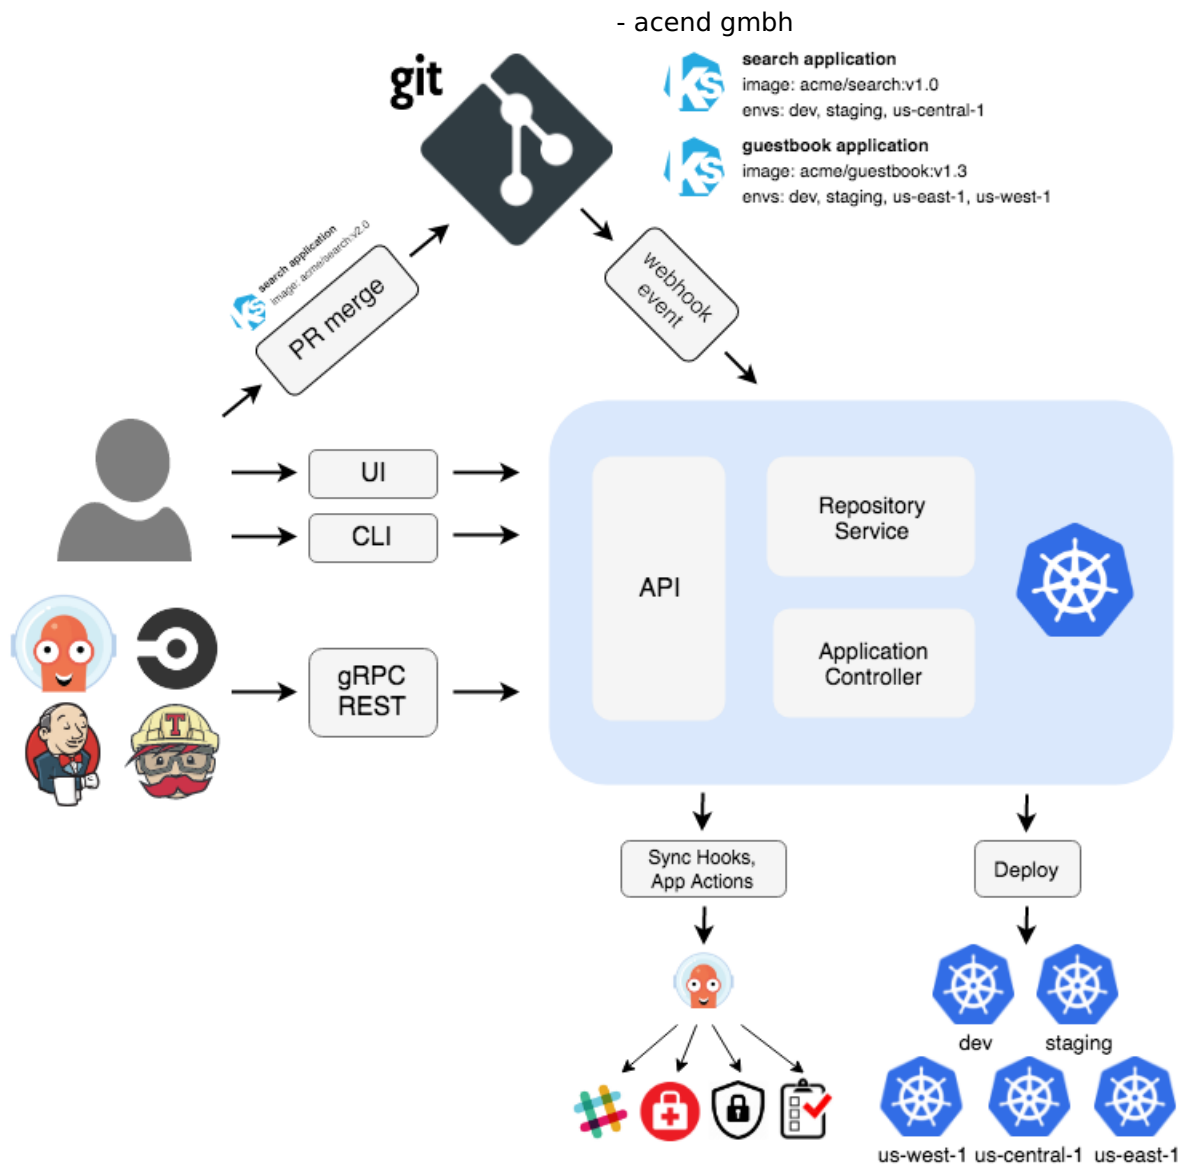 - acend gmbh
git
search application
image: acme/search:v1.0
envs: dev, staging, us-central-1
guestbook application
image: acme/guestbook:v1.3
envs: dev, staging, us-east-1, us-west-1
search application
image: acme/search:v2.0
PR merge
webhook
event
UI
CLI
gRPC
REST
API
Repository
Service
Application
Controller
Sync Hooks,
App Actions
Deploy
dev
staging
us-west-1
us-central-1
us-east-1
Ks
Ks
Ks
T